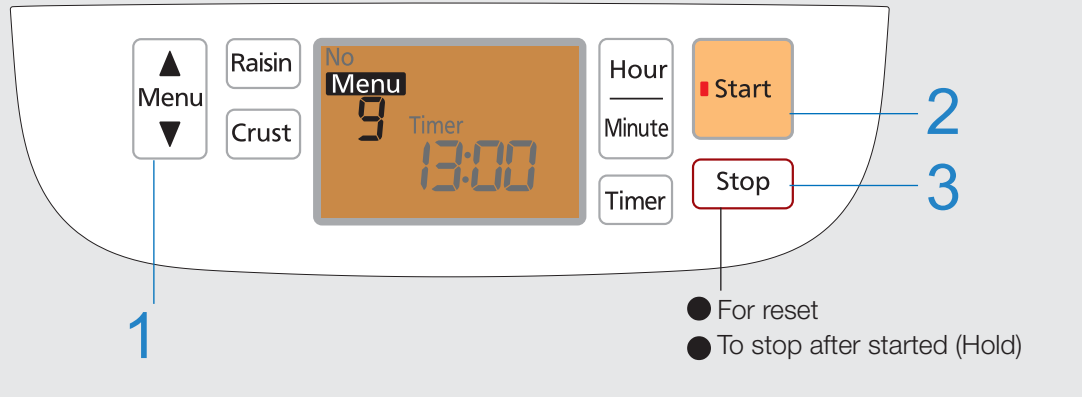 Menu
Raisin
Crust
No
Menu
9
Timer
13:00
Hour
Minute
Timer
Start
Stop
1
2
3
For reset
To stop after started (Hold)